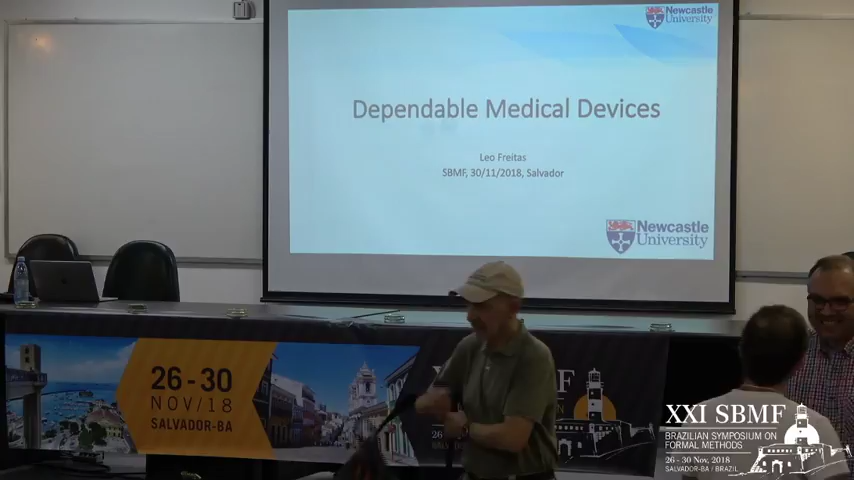 Newcastle
University
Dependable Medical Devices
Leo Freitas
SBMF, 30/11/2018, Salvador
Newcastle
University
26-30
NOV/18
SALVADOR-BA
XXI SBMF
BRAZILIAN SYMPOSIUM ON
FORMAL METHODS
26 - 30 Nov, 2018
SALVADOR-BA / BRAZIL